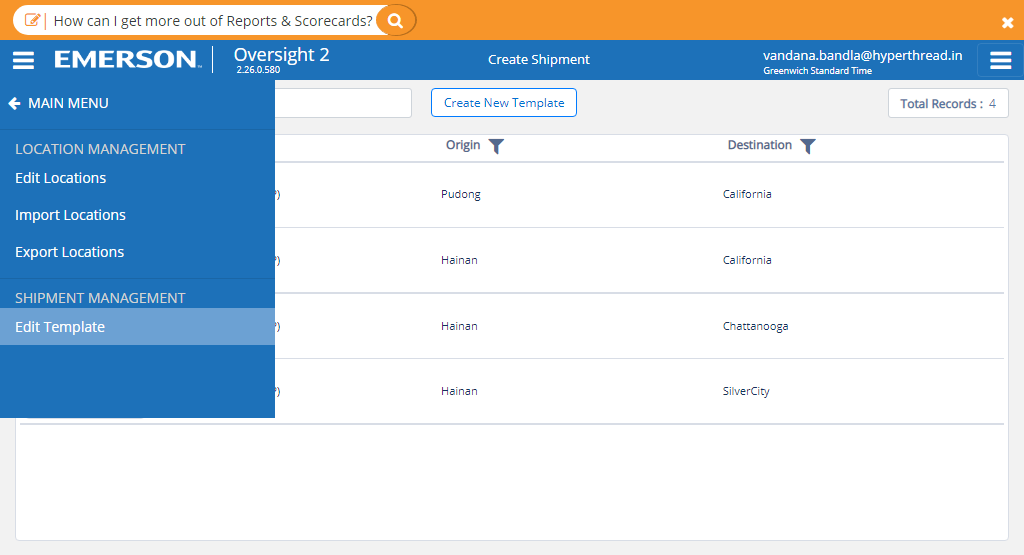 How can I get more out of Reports & Scorecards?
EMERSON™ Oversight 2
2.26.0.580
Create Shipment
vandana.bandla@hyperthread.in
Greenwich Standard Time
MAIN MENU
Create New Template
Total Records : 4
LOCATION MANAGEMENT
Edit Locations
Import Locations
Export Locations
SHIPMENT MANAGEMENT
Edit Template
Origin Destination
Pudong California
Hainan California
Hainan Chattanooga
Hainan SilverCity